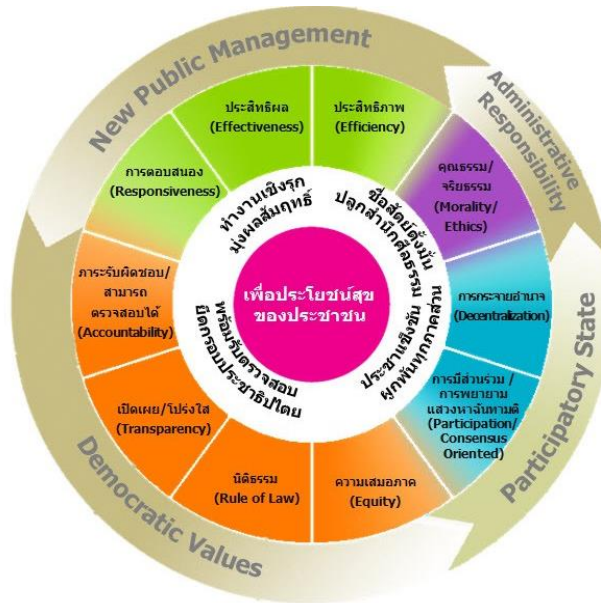 New Public Management
Administrative
Responsibility
Participatory State
Democratic Values
ประสิทธิผล
(Effectiveness)
ประสิทธิภาพ
(Efficiency)
คุณธรรม/
จริยธรรม
(Morality/
Ethics)
การกระจายอำนาจ
(Decentralization)
การมีส่วนร่วม /
การพยายาม
แสวงหาฉันทามติ
(Participation/
Consensus
Oriented)
ความเสมอภาค
(Equity)
นิติธรรม
(Rule of Law)
เปิดเผย/โปร่งใส
(Transparency)
ภาระรับผิดชอบ/
สามารถ
ตรวจสอบได้
(Accountability)
การตอบสนอง
(Responsiveness)
ทำงานเชิงรุก
มุ่งผลสัมฤทธิ์
ซื่อสัตย์ตั้งมั่น
ปลูกสำนึกศีลธรรม
ประชาเชิงชัน
ผูกพันทุกภาคส่วน
พร้อมรับตรวจสอบ
ยึดกรอบประชาธิปไตย
เพื่อประโยชน์สุข
ของประชาชน